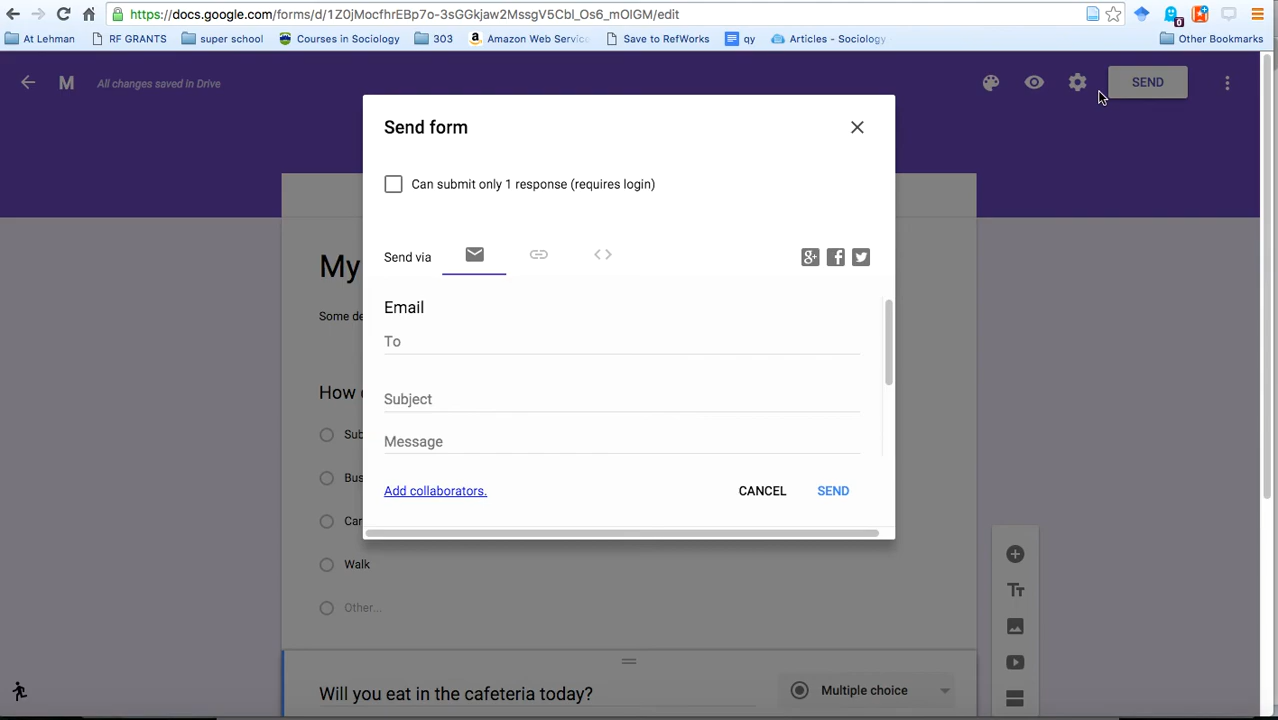 https://docs.google.com/forms/d/1Z0jMocfhrEBp7o-3sGGkjaw2MssgV5Cbl_Os6_mOlGM/edit
0
At Lehman
RF GRANTS
super school
Courses in Sociology
303
Amazon Web Servic
Save to RefWorks
qy
Articles - Sociology
Other Bookmarks
M
All changes saved in Drive
SEND
Send form
Can submit only 1 response (requires login)
Send via
g+
Email
To
Subject
Message
Add collaborators.
CANCEL
SEND
My
Some de
How
Sub
Bus
Car
Walk
Other...
Tт
Will you eat in the cafeteria today?
Multiple choice